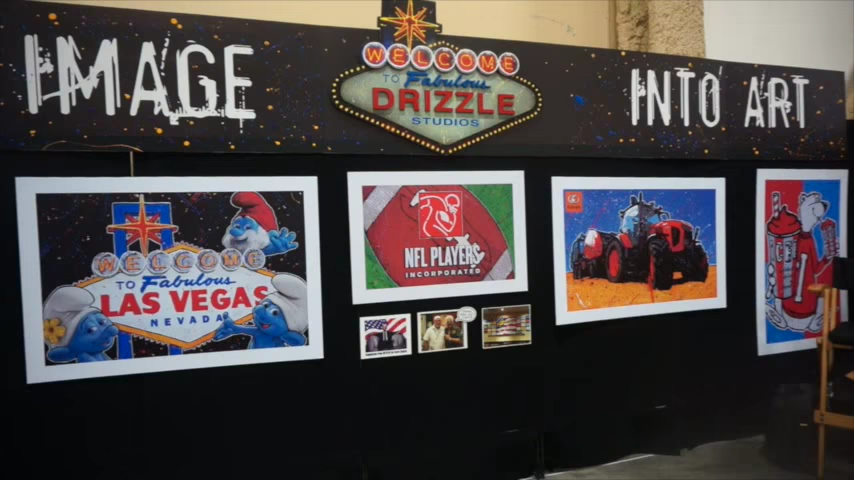 IMAGE
WELCOME
TO Fabulous
DRIZZLE
STUDIOS
INTO ART
WELCOME
TO Fabulous
LAS VEGAS
NEVADA
NFL PLAYERS
INCORPORATED